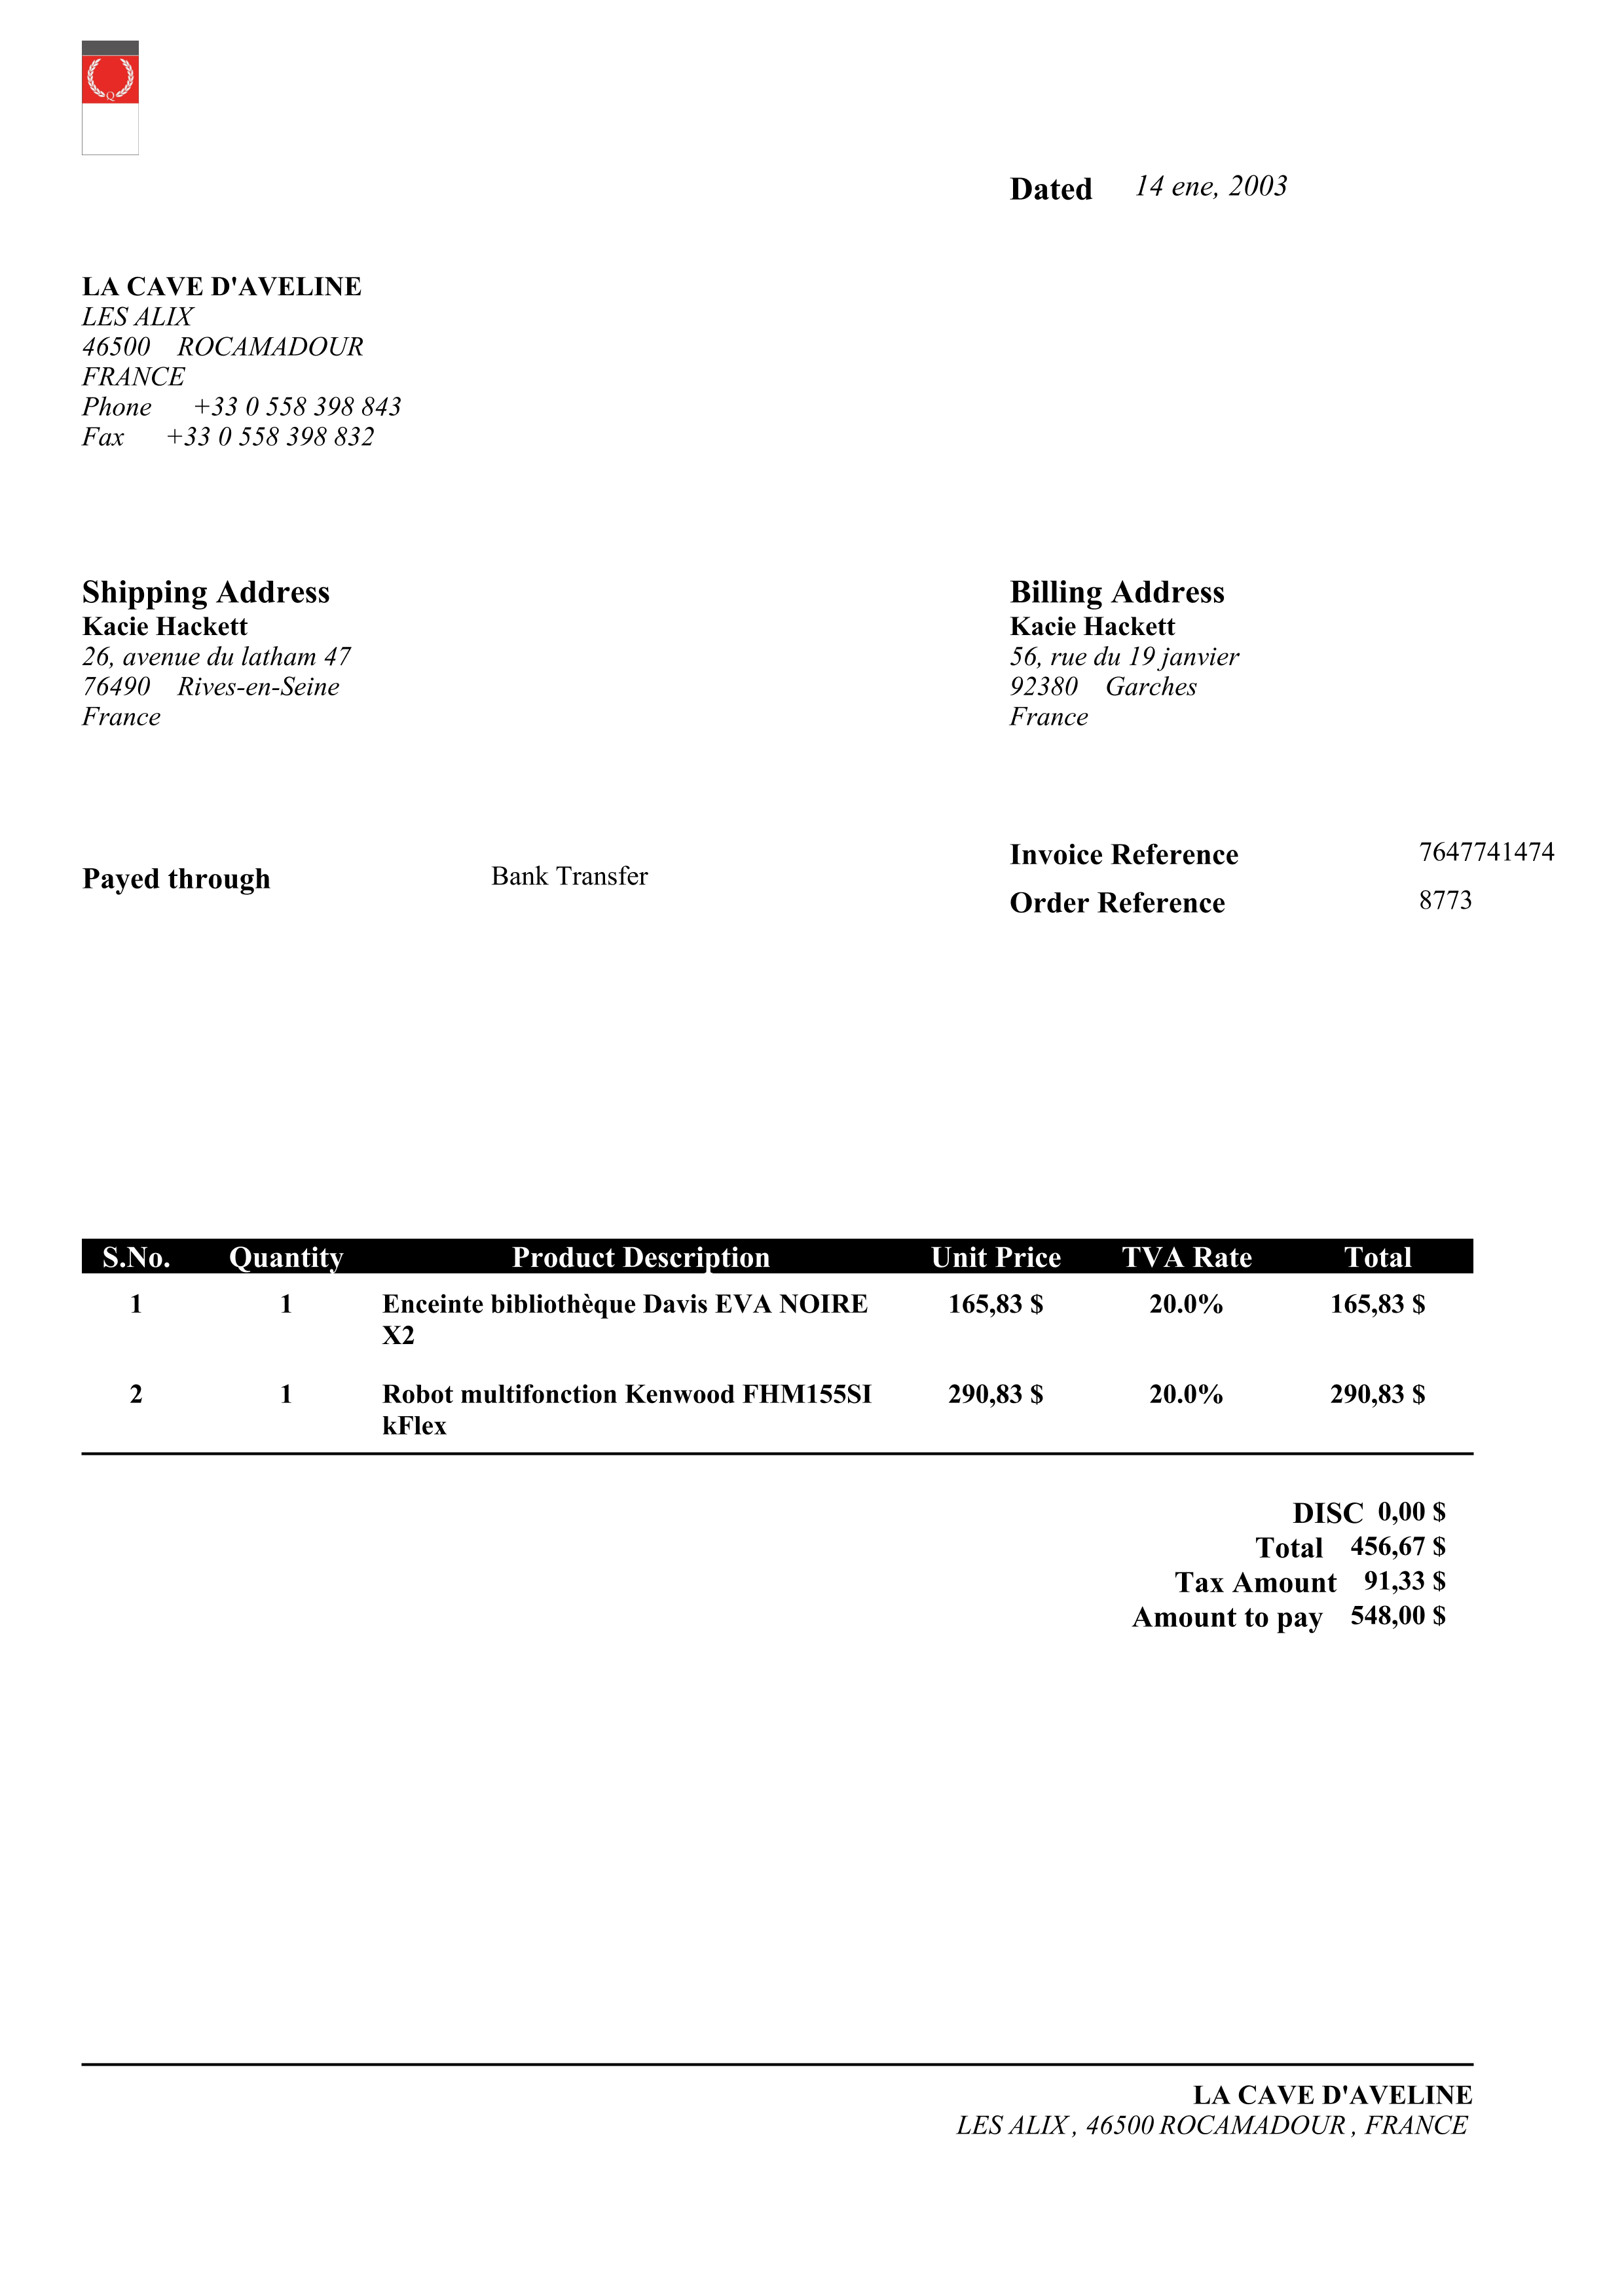 Q
Dated 14 ene, 2003
LA CAVE D'AVELINE
LES ALIX
46500 ROCAMADOUR
FRANCE
Phone +33 0 558 398 843
Fax +33 0 558 398 832
Shipping Address
Kacie Hackett
26, avenue du latham 47
76490 Rives-en-Seine
France
Billing Address
Kacie Hackett
56, rue du 19 janvier
92380 Garches
France
Payed through Bank Transfer
Invoice Reference 7647741474
Order Reference 8773
S.No. Quantity Product Description Unit Price TVA Rate Total
1 1 Enceinte bibliothèque Davis EVA NOIRE 165,83 $ 20.0% 165,83 $
X2
2 1 Robot multifonction Kenwood FHM155SI 290,83 $ 20.0% 290,83 $
kFlex
DISC 0,00 $
Total 456,67 $
Tax Amount 91,33 $
Amount to pay 548,00 $
LA CAVE D'AVELINE
LES ALIX , 46500 ROCAMADOUR , FRANCE